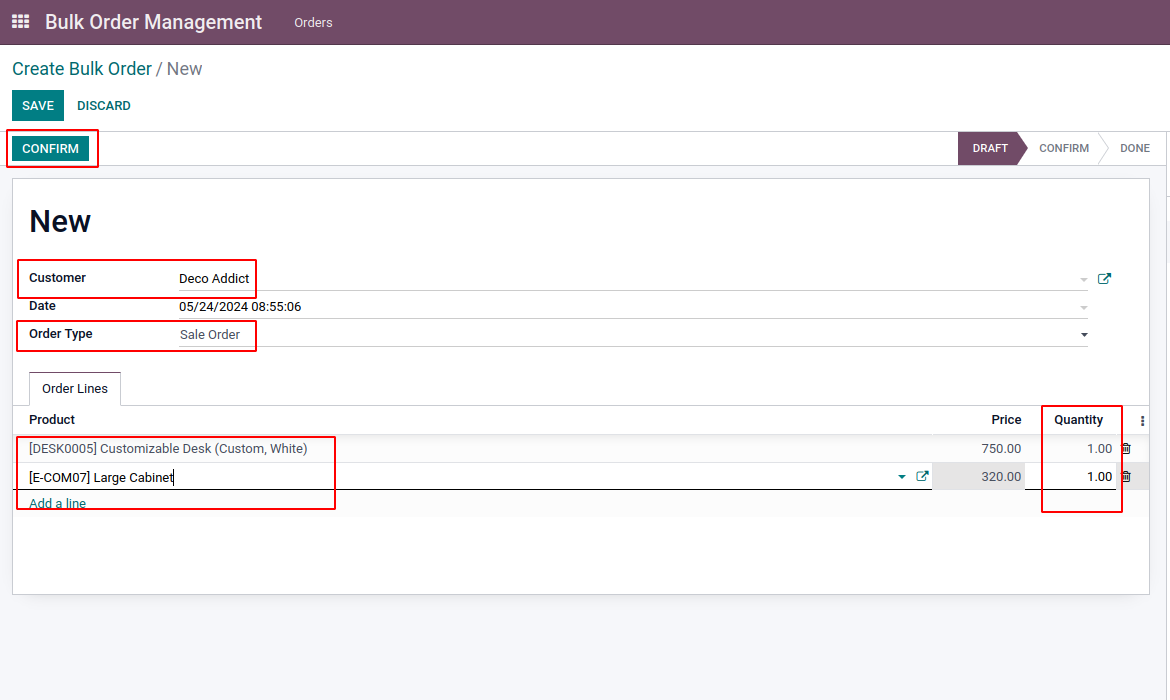 Bulk Order Management Orders
Create Bulk Order / New
SAVE DISCARD
CONFIRM DRAFT CONFIRM DONE
New
Customer Deco Addict
Date 05/24/2024 08:55:06
Order Type Sale Order
Order Lines
Product Price Quantity
[DESK0005] Customizable Desk (Custom, White) 750.00 1.00
[E-COM07] Large Cabinet 320.00 1.00
Add a line